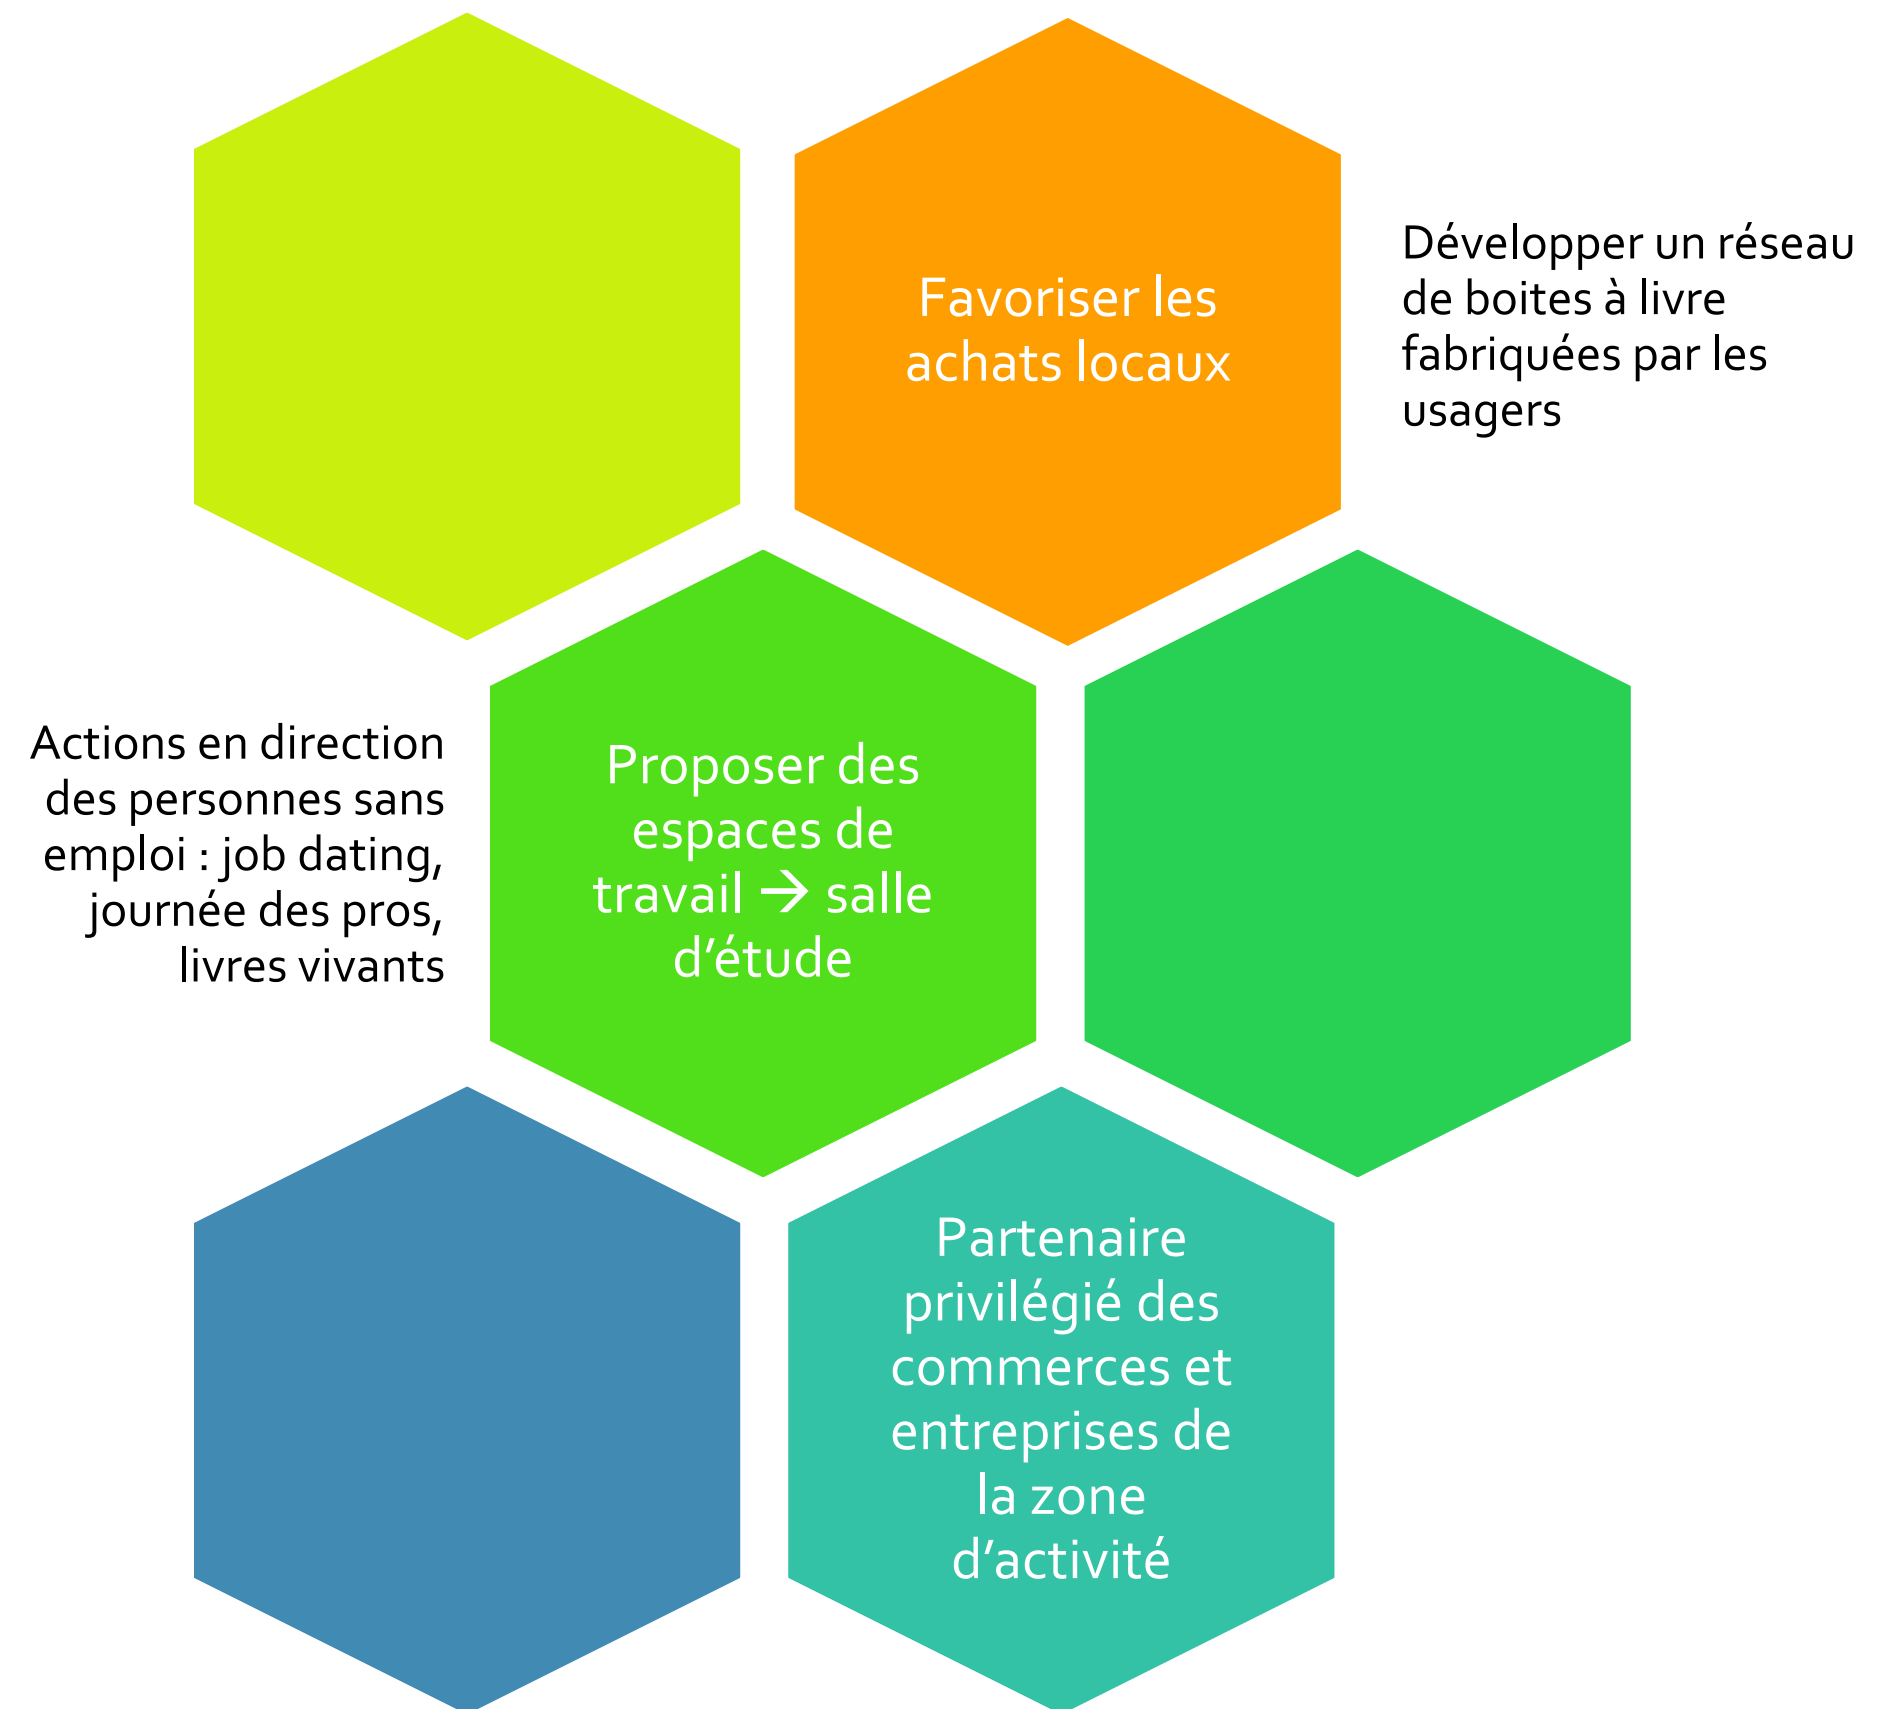 Favoriser les
achats locaux
Développer un réseau
de boites à livre
fabriquées par les
usagers
Actions en direction
des personnes sans
emploi : job dating,
journée des pros,
livres vivants
Proposer des
espaces de
travail → salle
d’étude
Partenaire
privilégié des
commerces et
entreprises de
la zone
d’activité